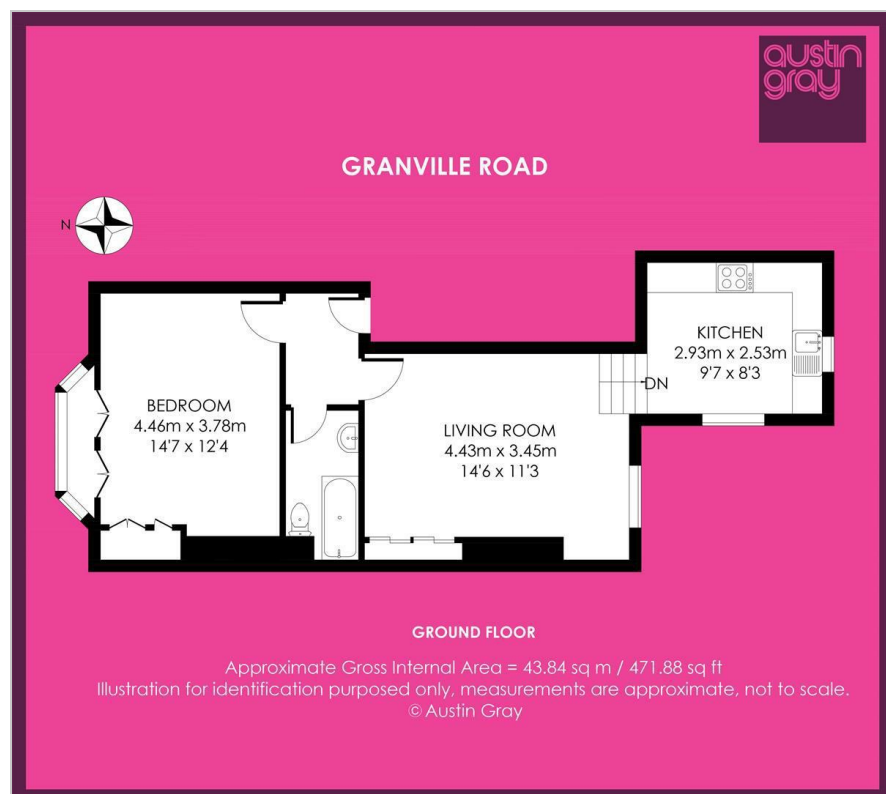 austin
gray
GRANVILLE ROAD
N
KITCHEN
2.93m x 2.53m
9'7 x 8'3
DN
BEDROOM
4.46m x 3.78m
14'7 x 12'4
LIVING ROOM
4.43m x 3.45m
14'6 x 11'3
GROUND FLOOR
Approximate Gross Internal Area = 43.84 sq m / 471.88 sq ft
Illustration for identification purposed only, measurements are approximate, not to scale.
© Austin Gray